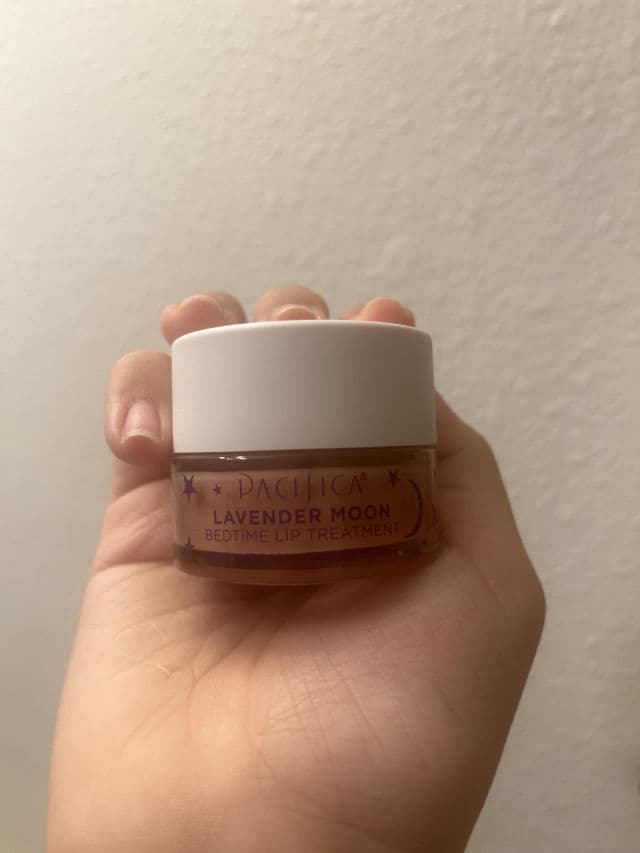 PACIFICA®
LAVENDER MOON
BEDTIME LIP TREATMENT